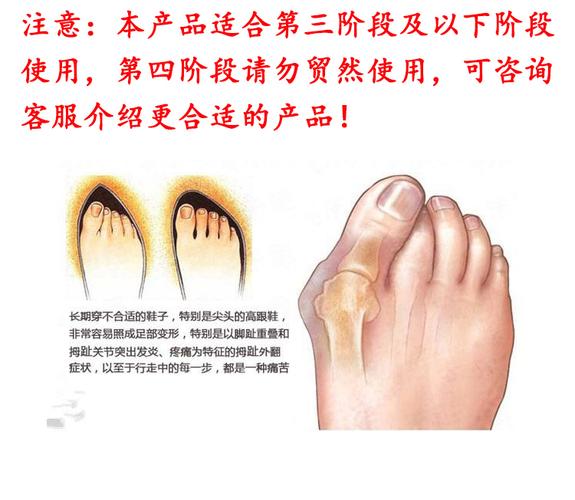 注意：本产品适合第三阶段及以下阶段
使用，第四阶段请勿贸然使用，可咨询
客服介绍更合适的产品！
长期穿不合适的鞋子，特别是尖头的高跟鞋，
非常容易照成足部变形，特别是以脚趾重叠和
拇趾关节突出发炎、疼痛为特征的拇趾外翻
症状，以至于行走中的每一步，都是一种痛苦